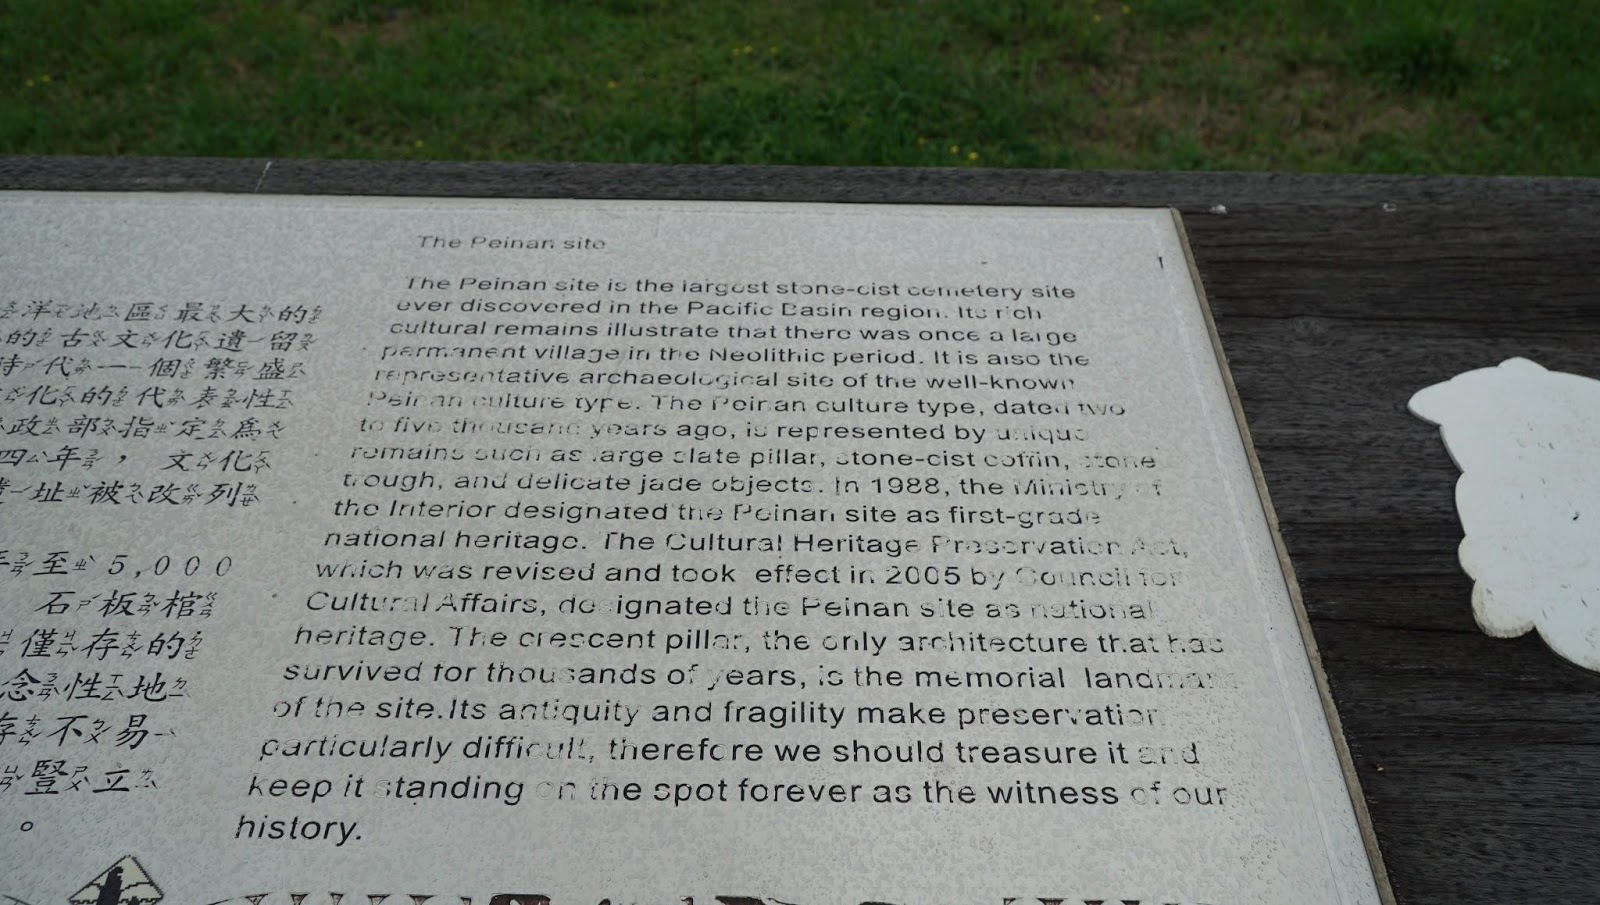 洋地區最大的
的古文化遺留
時代一個繁盛
化的代表性
政部指定為
四年，文化
址被改列
至5,000
石板棺
僅存的
念性地
存不易
豎立
。
The Peinan site
The Peinan site is the largest stone-cist cemetery site
ever discovered in the Pacific Basin region. Its rich
cultural remains illustrate that there was once a large
permanent village in the Neolithic period. It is also the
representative archaeological site of the well-known
Peinan culture type. The Peinan culture type, dated two
to five thousand years ago, is represented by unique
remains such as large slate pillar, stone-cist coffin, stone
trough, and delicate jade objects. In 1988, the Ministry of
the Interior designated the Peinan site as first-grade
national heritage. The Cultural Heritage Preservation Act,
which was revised and took effect in 2005 by Council for
Cultural Affairs, designated the Peinan site as national
heritage. The crescent pillar, the only architecture that has
survived for thousands of years, is the memorial landmark
of the site.Its antiquity and fragility make preservation
particularly difficult, therefore we should treasure it and
keep it standing on the spot forever as the witness of our
history.